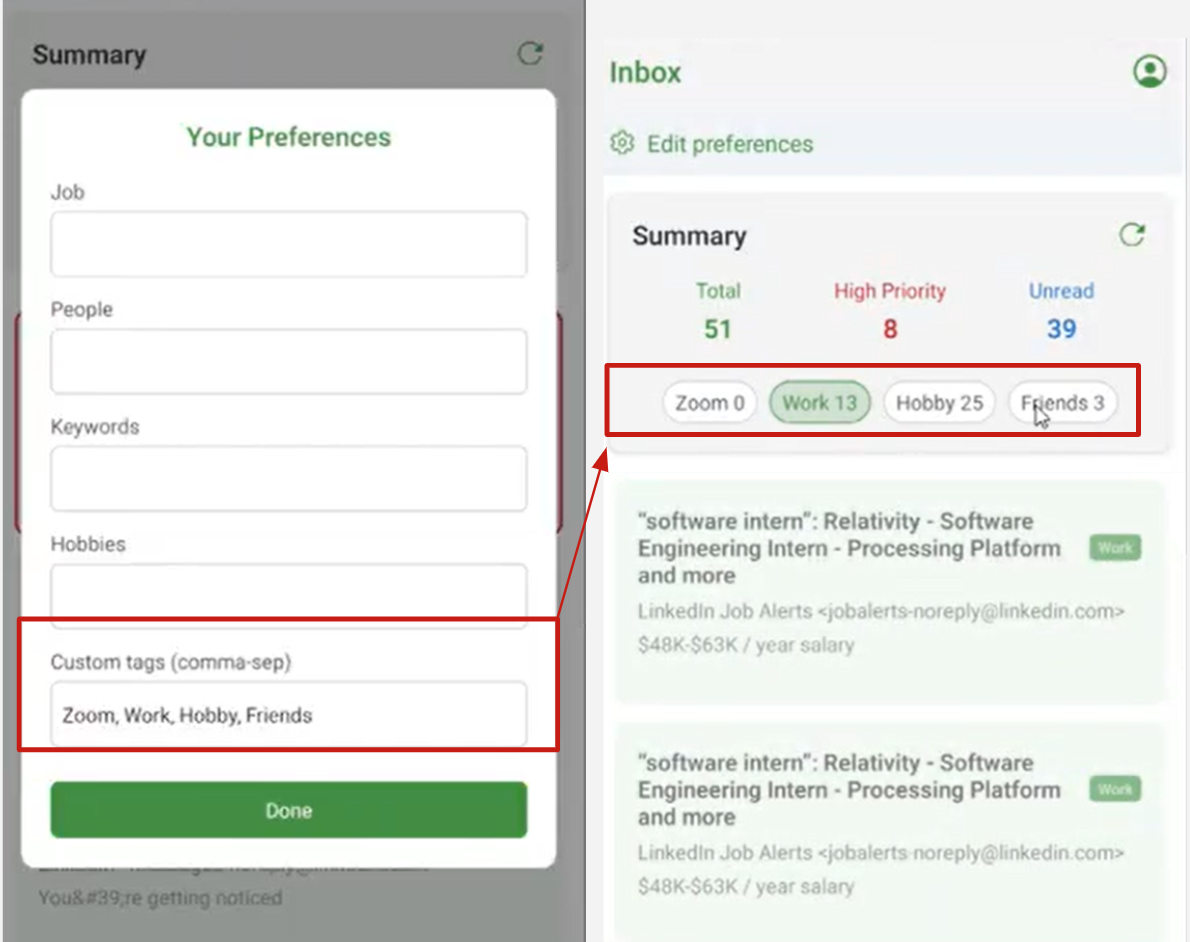 Summary
Your Preferences
Job
People
Keywords
Hobbies
Custom tags (comma-sep)
Zoom, Work, Hobby, Friends
Done
You&#39;re getting noticed
Inbox
Edit preferences
Summary
Total
High Priority
Unread
51
8
39
Zoom 0
Work 13
Hobby 25
Friends 3
"software intern": Relativity - Software
Engineering Intern - Processing Platform
and more
Work
LinkedIn Job Alerts <jobalerts-noreply@linkedin.com>
$48K-$63K / year salary
"software intern": Relativity - Software
Engineering Intern - Processing Platform
and more
Work
LinkedIn Job Alerts <jobalerts-noreply@linkedin.com>
$48K-$63K / year salary